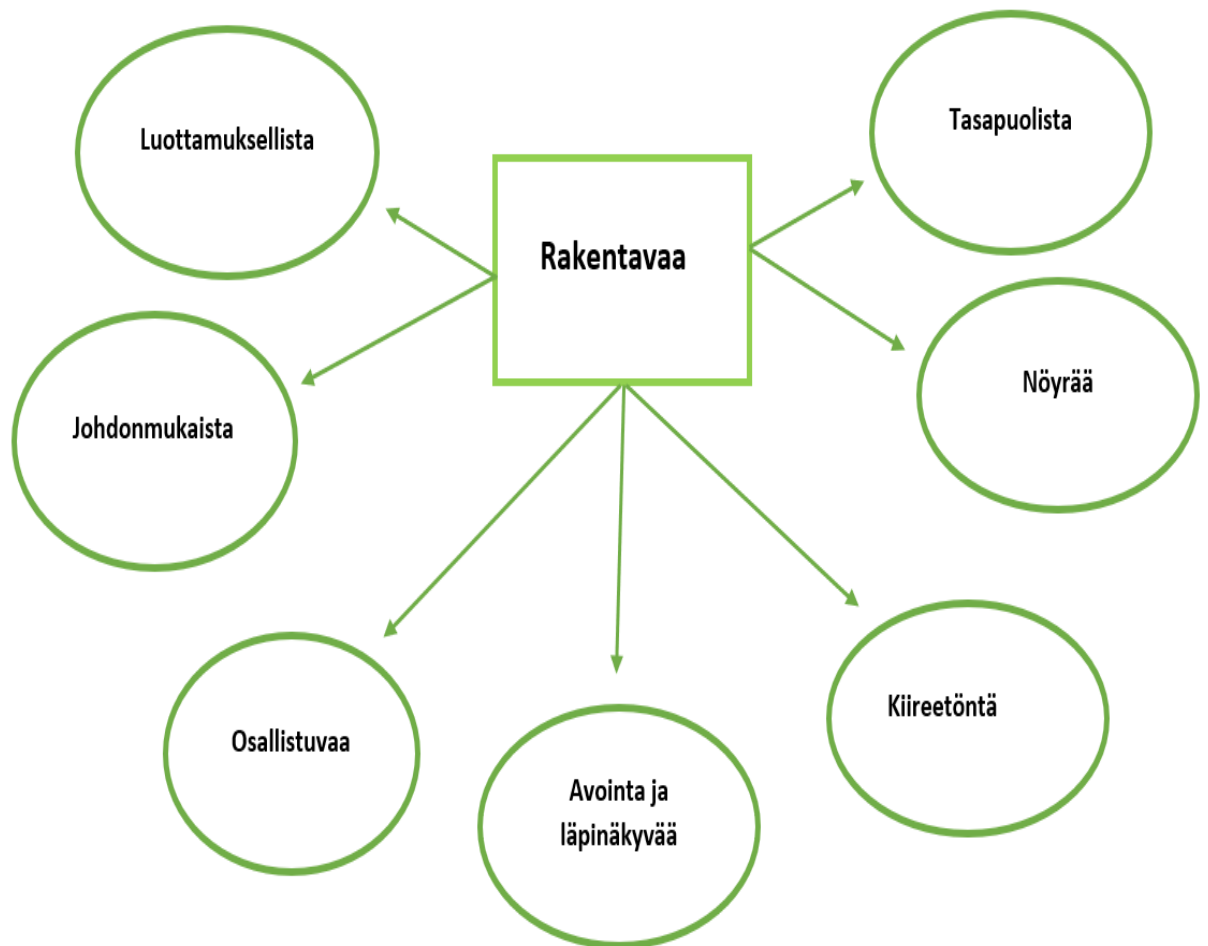 Luottamuksellista
Tasapuolista
Rakentavaa
Nöyrää
Johdonmukaista
Kiireetöntä
Osallistuvaa
Avointa ja
läpinäkyvää